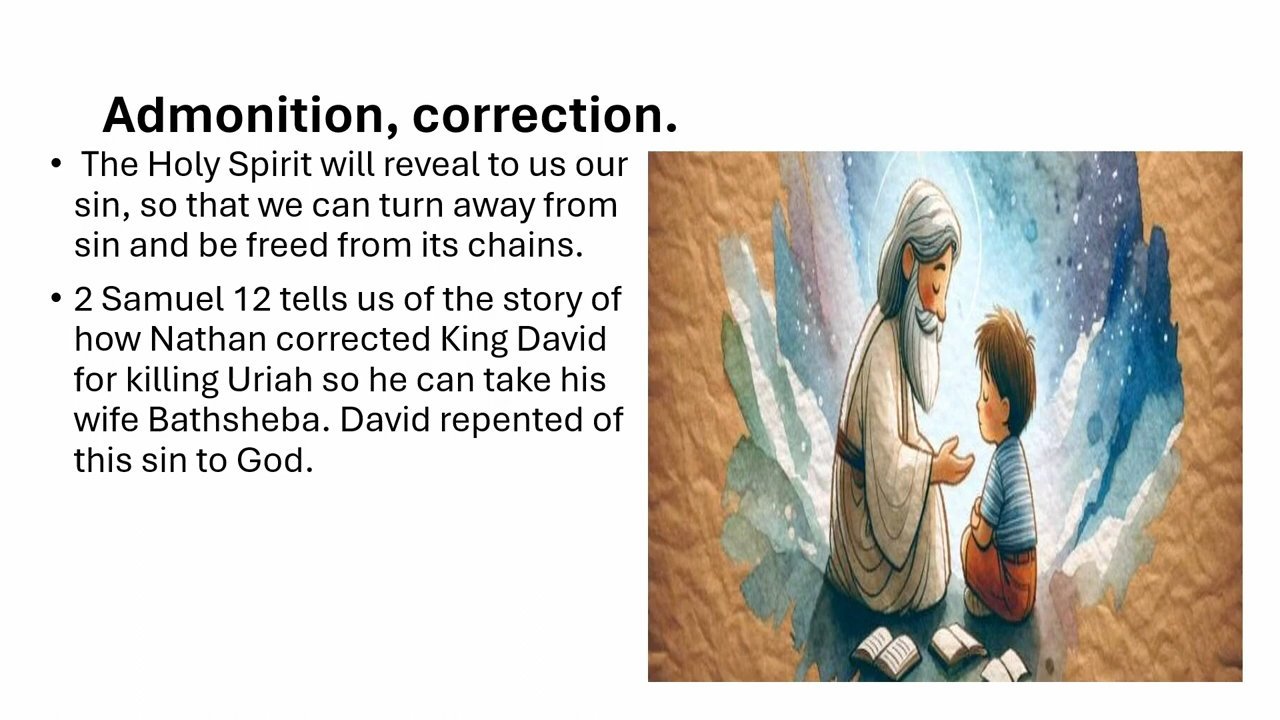 Admonition, correction.
• The Holy Spirit will reveal to us our
sin, so that we can turn away from
sin and be freed from its chains.
• 2 Samuel 12 tells us of the story of
how Nathan corrected King David
for killing Uriah so he can take his
wife Bathsheba. David repented of
this sin to God.